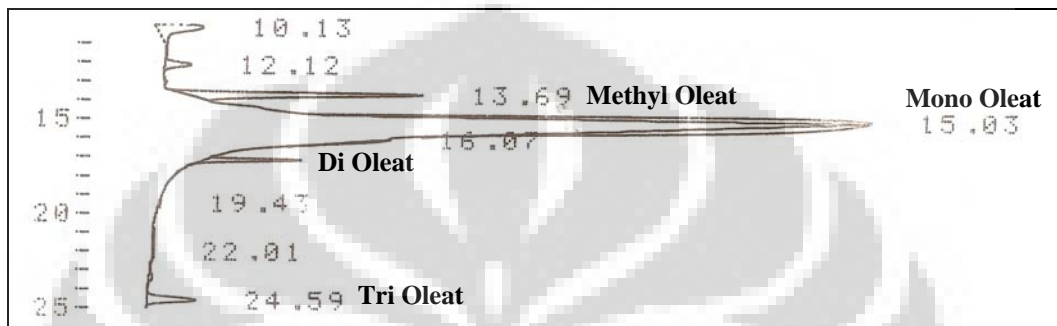 10.13
12.12
13.69 Methyl Oleat
Mono Oleat
15
15.03
16.07
Di Oleat
19.43
20
22.01
24.59 Tri Oleat
25